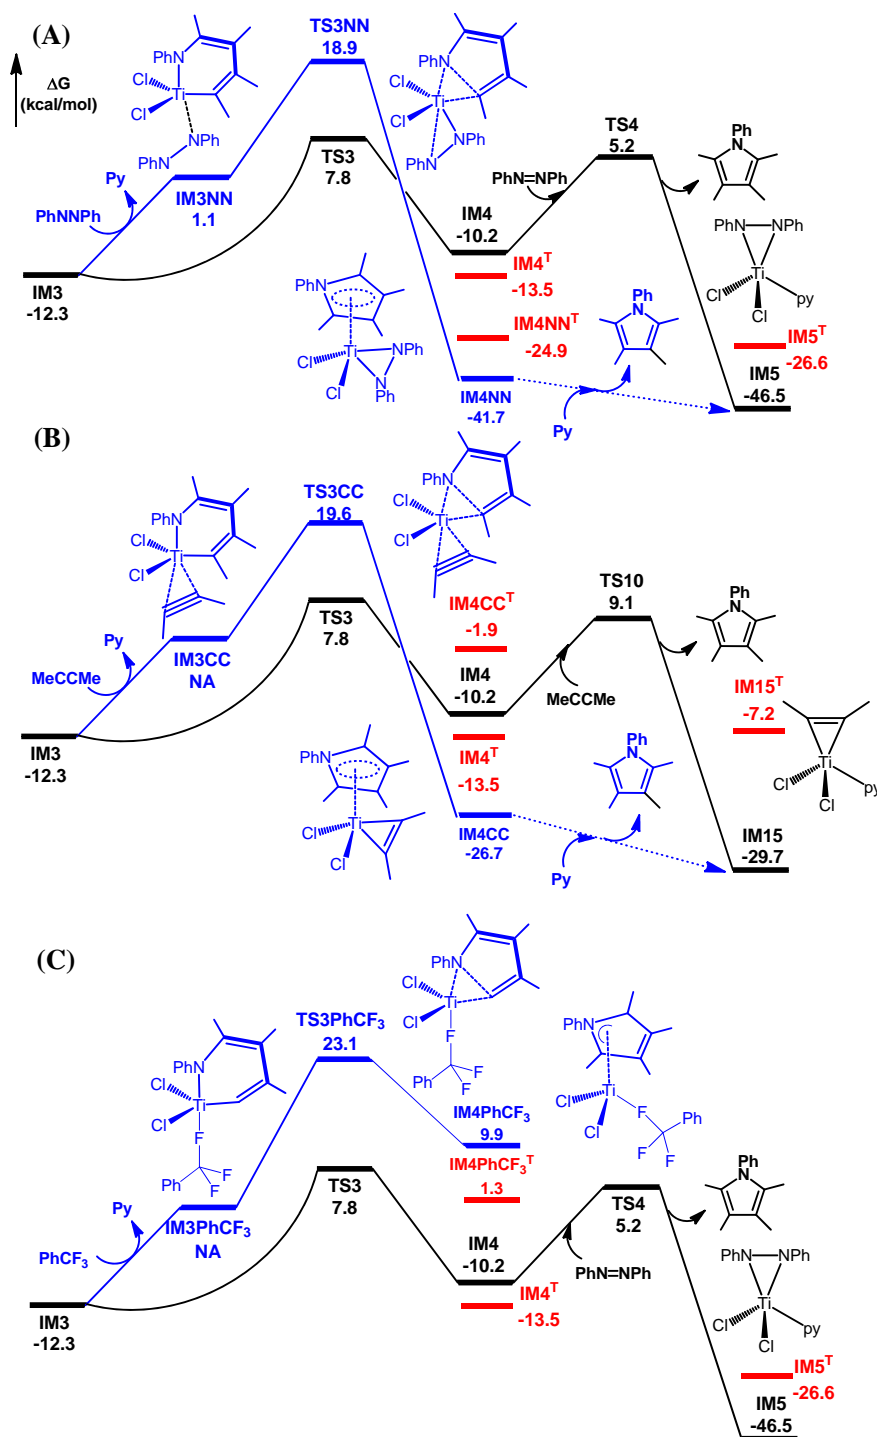 (A)
ΔG
(kcal/mol)
PhN
Cl
Cl
Ti
PhN
NPh
TS3NN
18.9
PhN
Cl
Cl
Ti
NPh
PhN
TS3
7.8
TS4
5.2
Ph
N
Py
PhNNPh
IM3NN
1.1
PhN=NPh
IM4
-10.2
PhN
NPh
Ti
Cl
Cl
py
IM3
-12.3
IM4T
-13.5
IM4NNT
-24.9
PhN
Ti
Cl
Cl
NPh
N
Ph
Ph
N
IM5T
-26.6
IM4NN
-41.7
Py
IM5
-46.5
(B)
PhN
Cl
Cl
Ti
TS3CC
19.6
PhN
Cl
Cl
Ti
TS3
7.8
TS10
9.1
Ph
N
Py
MeCCMe
IM3CC
NA
IM4CCT
-1.9
IM4
-10.2
MeCCMe
IM15T
-7.2
Ti
Cl
Cl
py
IM3
-12.3
IM4T
-13.5
PhN
Ti
Cl
Cl
Ph
N
IM4CC
-26.7
Py
IM15
-29.7
(C)
PhN
Cl
Cl
Ti
F
Ph
F
F
TS3PhCF3
23.1
PhN
Cl
Cl
Ti
F
Ph
F
F
PhN
Ti
Cl
Cl
F
Ph
F
F
IM4PhCF3
9.9
IM4PhCF3T
1.3
TS3
7.8
TS4
5.2
Ph
N
Py
PhCF3
IM3PhCF3
NA
IM4
-10.2
PhN=NPh
PhN
NPh
Ti
Cl
Cl
py
IM3
-12.3
IM4T
-13.5
IM5T
-26.6
IM5
-46.5